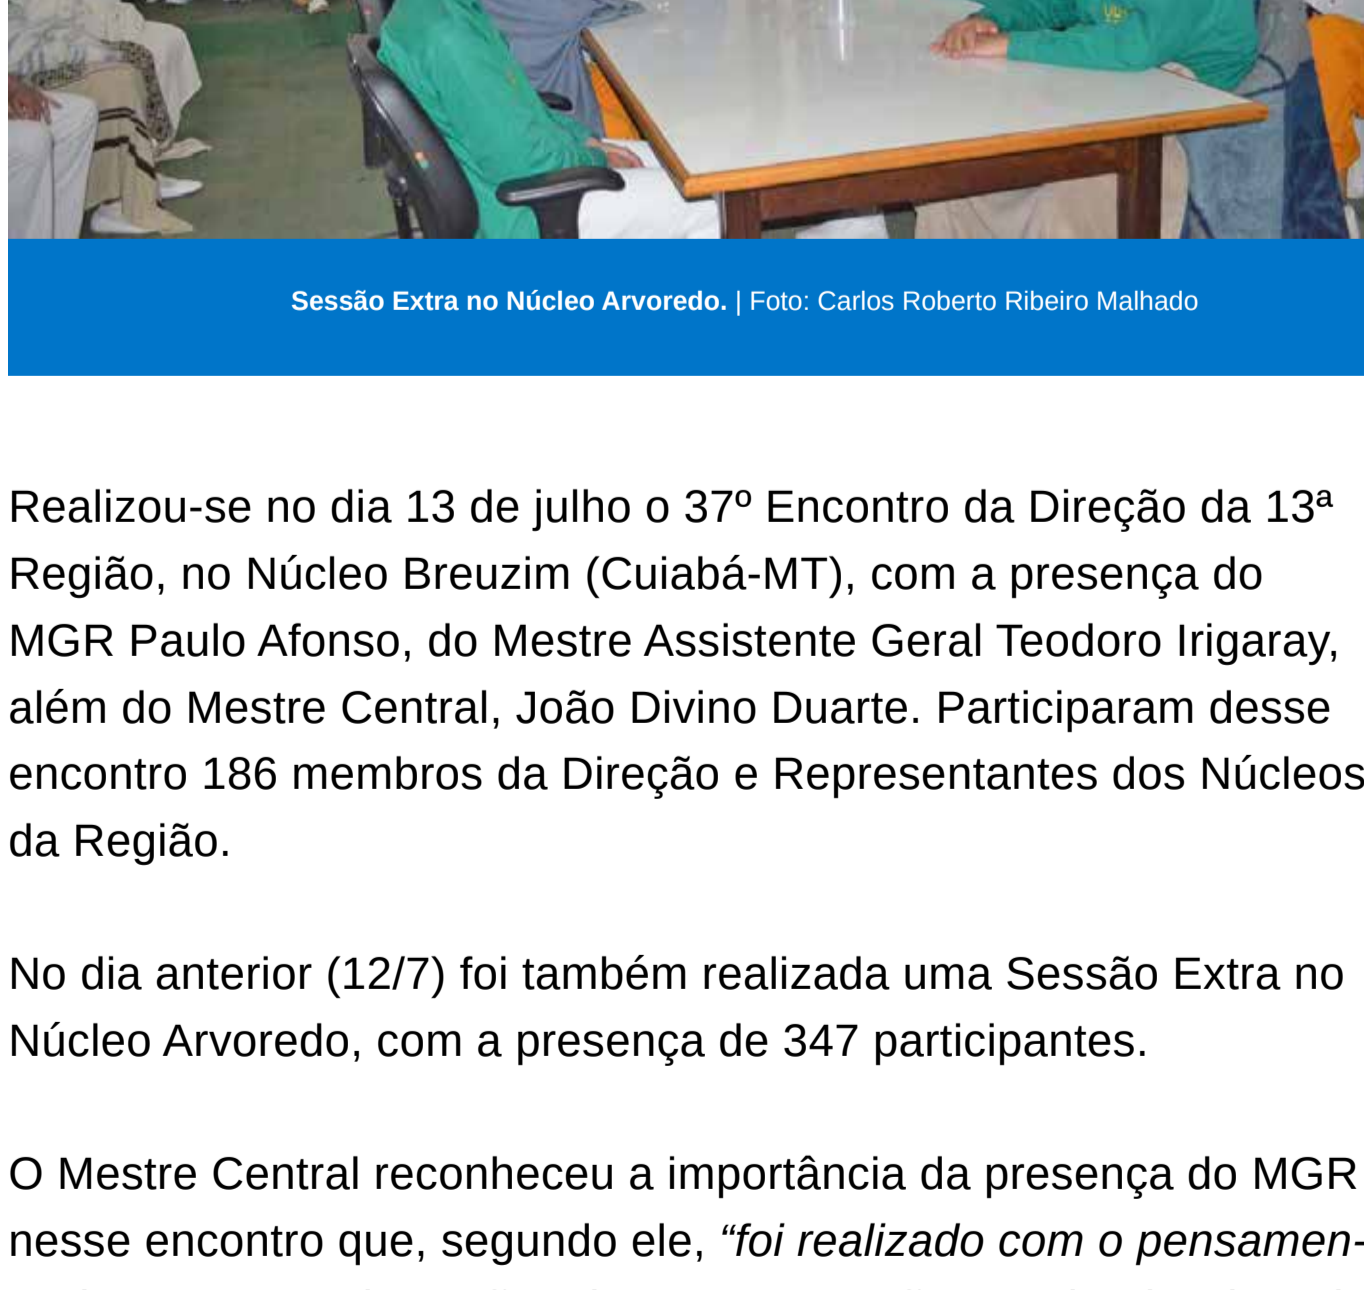 Sessão Extra no Núcleo Arvoredo. | Foto: Carlos Roberto Ribeiro Malhado
Realizou-se no dia 13 de julho o 37º Encontro da Direção da 13ª
Região, no Núcleo Breuzim (Cuiabá-MT), com a presença do
MGR Paulo Afonso, do Mestre Assistente Geral Teodoro Irigaray,
além do Mestre Central, João Divino Duarte. Participaram desse
encontro 186 membros da Direção e Representantes dos Núcleos
da Região.
No dia anterior (12/7) foi também realizada uma Sessão Extra no
Núcleo Arvoredo, com a presença de 347 participantes.
O Mestre Central reconheceu a importância da presença do MGR
nesse encontro que, segundo ele, “foi realizado com o pensamen-